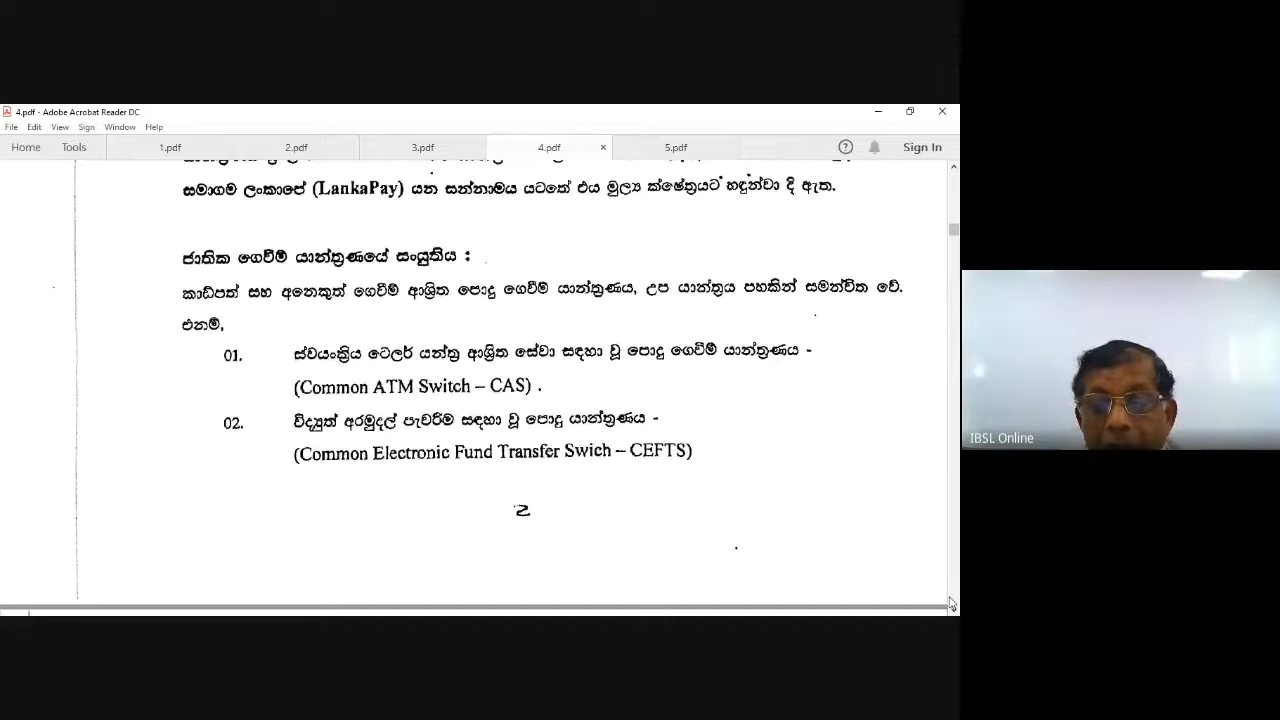 4.pdf - Adobe Acrobat Reader DC
File Edit View Sign Window Help
Home Tools 1.pdf 2.pdf 3.pdf 4.pdf 5.pdf Sign In
සමාගම ලංකාපේ (LankaPay) යන සන්නාමය යටතේ එය මුල්‍ය ක්ෂේත්‍රයට හඳුන්වා දි ඇත.
ජාතික ගෙවීම් යාන්ත්‍රණයේ සංයුතිය :
කාඩ්පත් සහ අනෙකුත් ගෙවීම් ආශ්‍රිත පොදු ගෙවීම් යාන්ත්‍රණය, උප යාන්ත්‍රය පහකින් සමන්විත වේ.
එනම්,
01. ස්වයංක්‍රිය ටෙලර් යන්ත්‍ර ආශ්‍රිත සේවා සඳහා වූ පොදු ගෙවීම් යාන්ත්‍රණය -
(Common ATM Switch – CAS) .
02. විද්‍යුත් අරමුදල් පැවරිම සඳහා වූ පොදු යාන්ත්‍රණය -
(Common Electronic Fund Transfer Swich – CEFTS)
2
IBSL Online